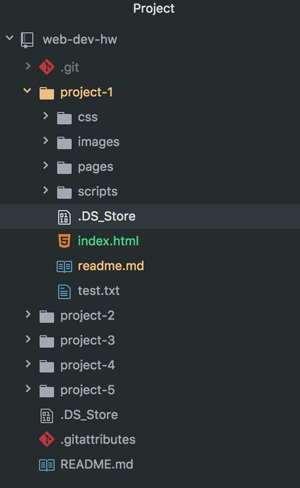 Project
web-dev-hw
.git
project-1
css
images
pages
scripts
.DS_Store
index.html
readme.md
test.txt
project-2
project-3
project-4
project-5
.DS_Store
.gitattributes
README.md